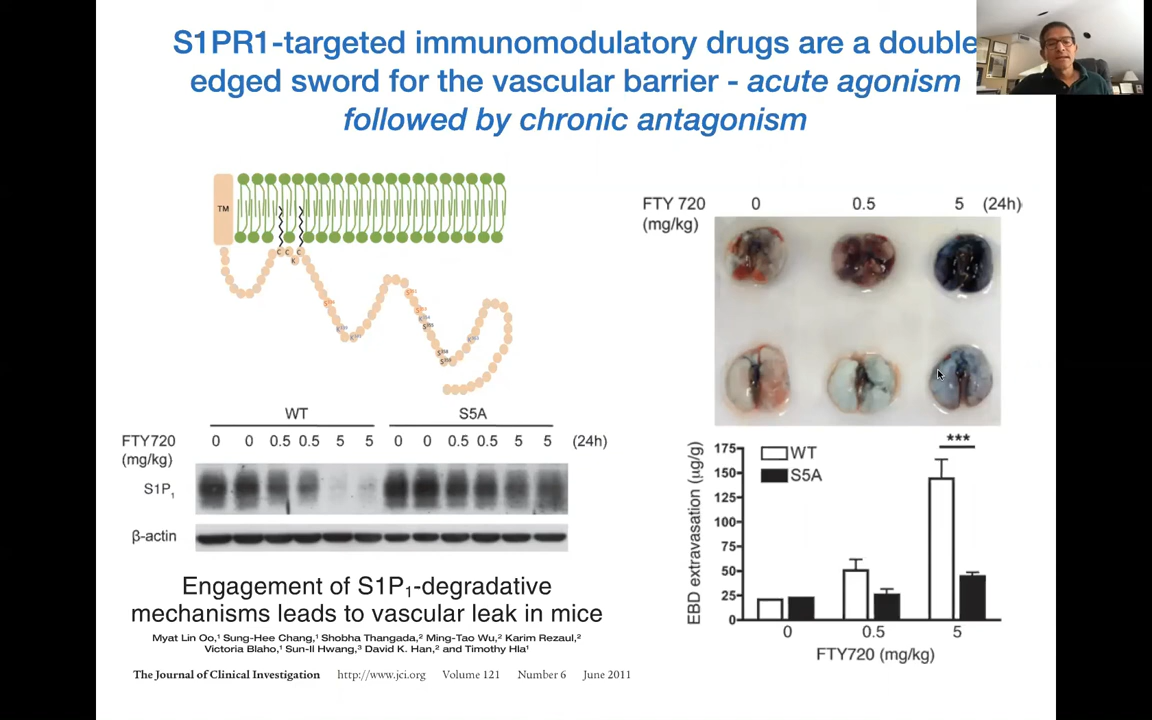 S1PR1-targeted immunomodulatory drugs are a double
edged sword for the vascular barrier - acute agonism
followed by chronic antagonism
TM
C C C
K
WT S5A
FTY720 0 0 0.5 0.5 5 5 0 0 0.5 0.5 5 5 (24h)
(mg/kg)
S1P1
β-actin
Engagement of S1P1-degradative
mechanisms leads to vascular leak in mice
Myat Lin Oo,1 Sung-Hee Chang,1 Shobha Thangada,2 Ming-Tao Wu,2 Karim Rezaul,2
Victoria Blaho,1 Sun-Il Hwang,3 David K. Han,2 and Timothy Hla1
The Journal of Clinical Investigation http://www.jci.org Volume 121 Number 6 June 2011
FTY 720 0 0.5 5 (24h)
(mg/kg)
EBD extravasation (μg/g)
175
150
125
100
75
50
25
0
WT
S5A
***
0 0.5 5
FTY720 (mg/kg)